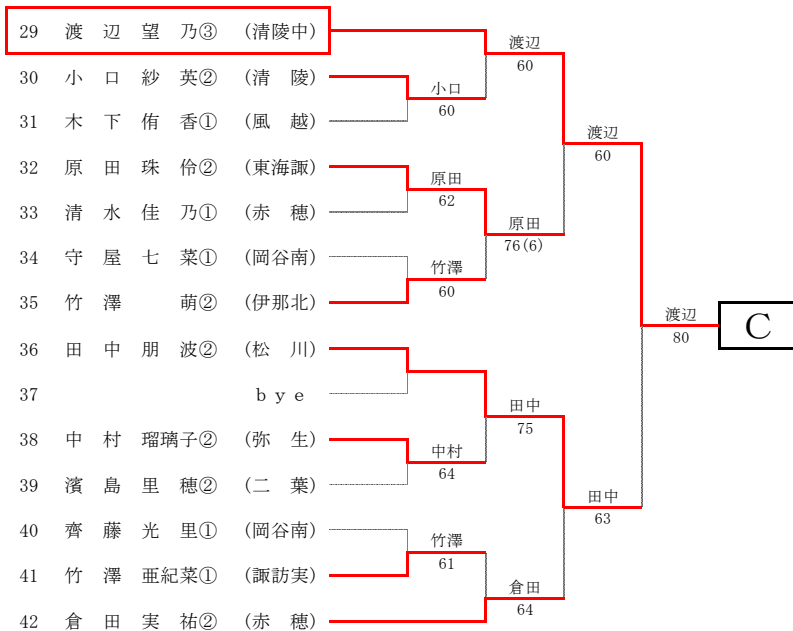 29 渡辺望乃③ (清陵中)
渡辺
60
30 小口紗英② (清 陵)
小口
60
31 木下侑香① (風 越)
渡辺
60
32 原田珠伶② (東海諏)
原田
62
33 清水佳乃① (赤 穂)
原田
76(6)
34 守屋七菜① (岡谷南)
竹澤
60
35 竹澤 萌② (伊那北)
渡辺
80
C
36 田中朋波② (松 川)
37 bye
田中
75
38 中村瑠璃子② (弥 生)
中村
64
39 濱島里穂② (二 葉)
田中
63
40 齊藤光里① (岡谷南)
竹澤
61
41 竹澤亜紀菜① (諏訪実)
倉田
64
42 倉田実祐② (赤 穂)